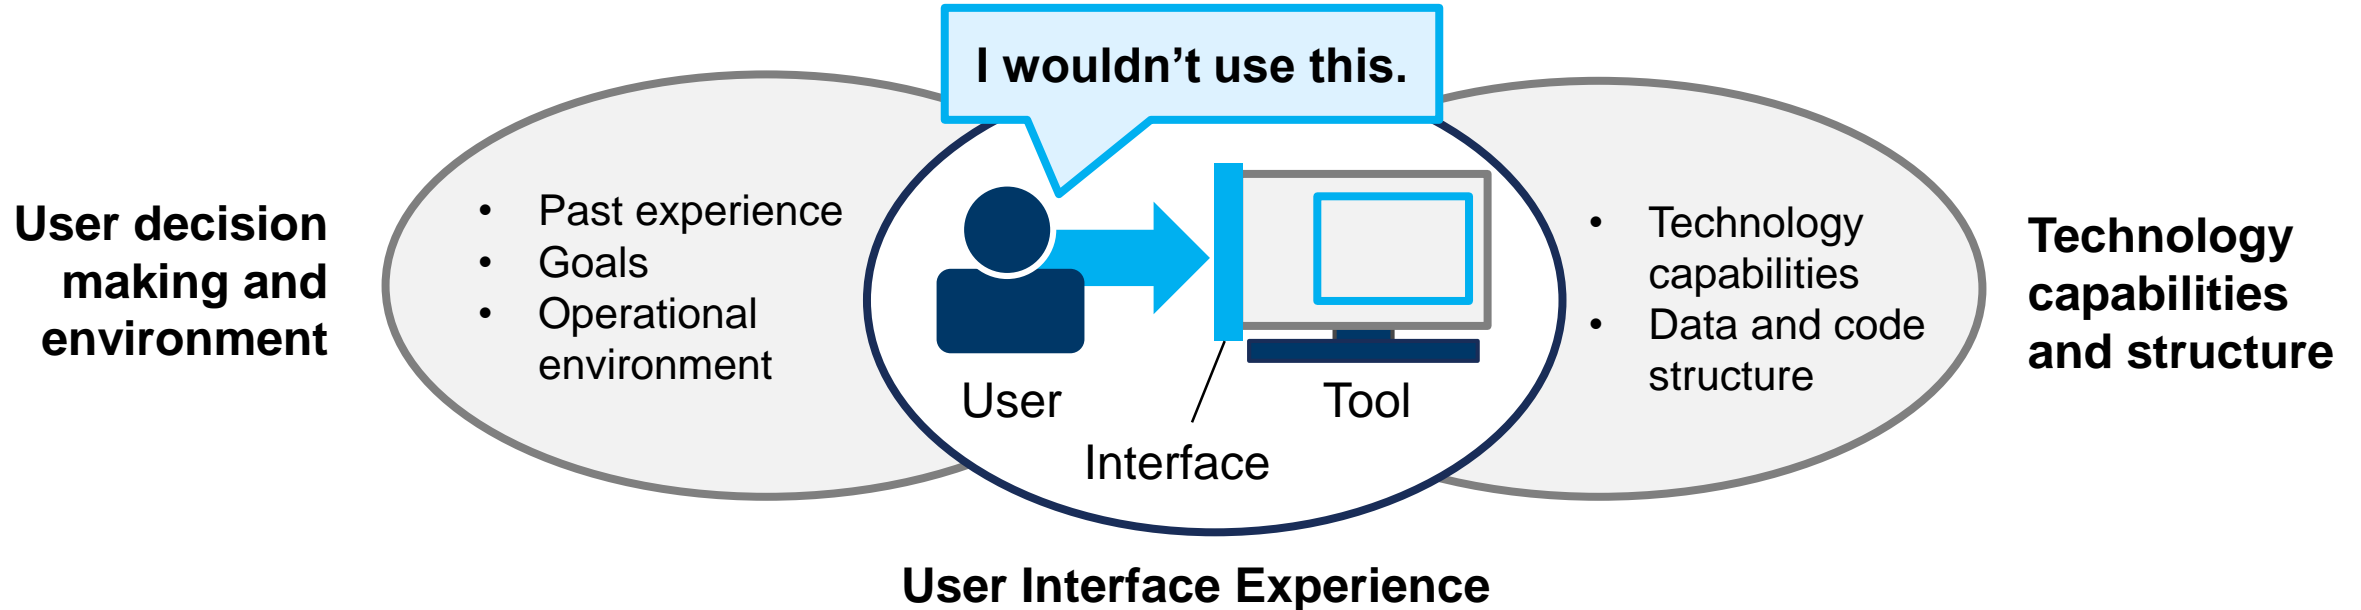 I wouldn’t use this.
User decision
making and
environment
• Past experience
• Goals
• Operational
environment
User
Interface
Tool
• Technology
capabilities
• Data and code
structure
Technology
capabilities
and structure
User Interface Experience